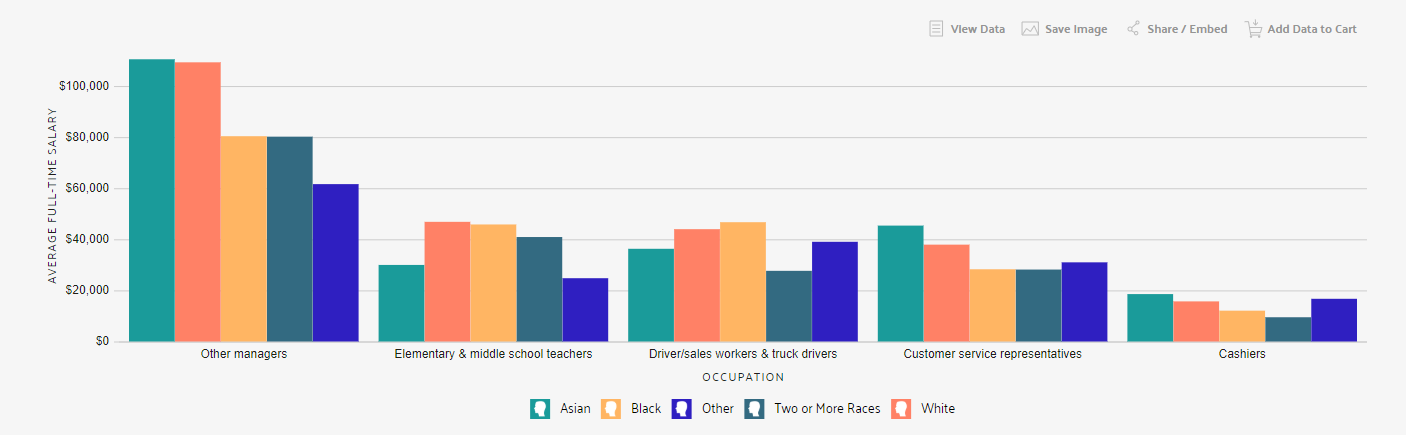 View Data Save Image Share / Embed Add Data to Cart
AVERAGE FULL-TIME SALARY
$100,000
$80,000
$60,000
$40,000
$20,000
$0
Other managers Elementary & middle school teachers Driver/sales workers & truck drivers Customer service representatives Cashiers
OCCUPATION
Asian Black Other Two or More Races White